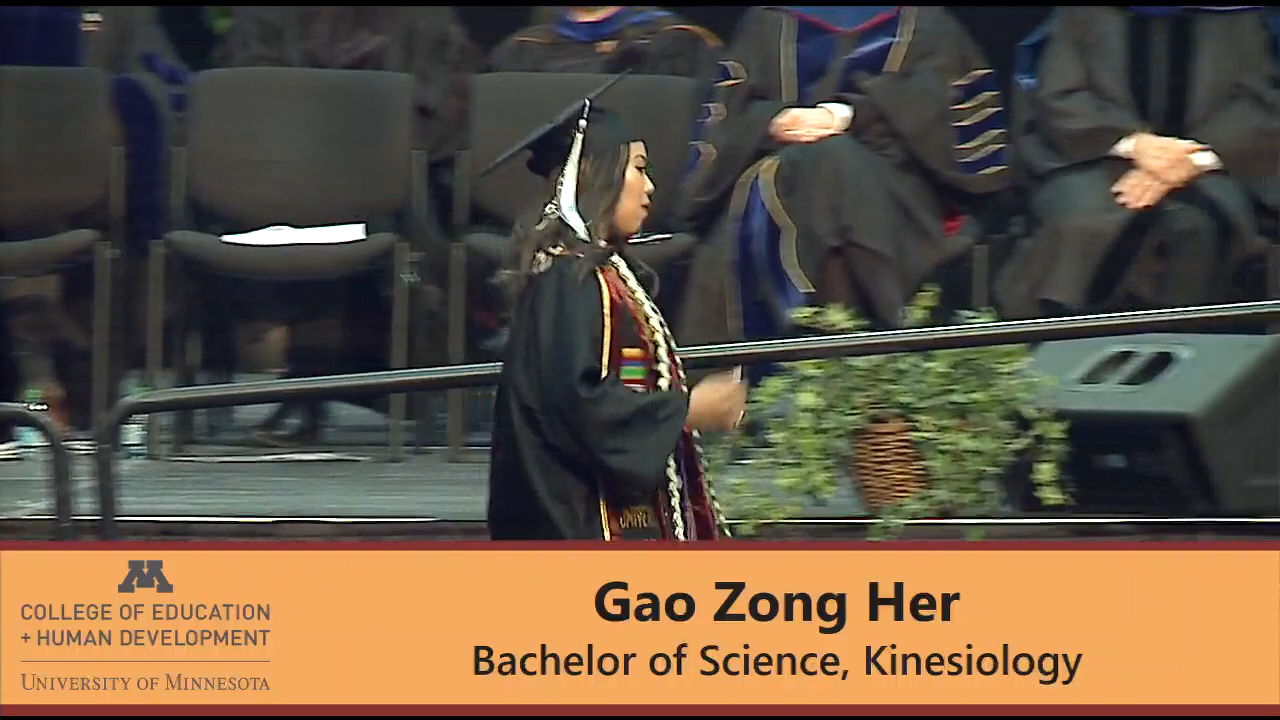 Gao Zong Her
Bachelor of Science, Kinesiology
COLLEGE OF EDUCATION
+ HUMAN DEVELOPMENT
UNIVERSITY OF MINNESOTA